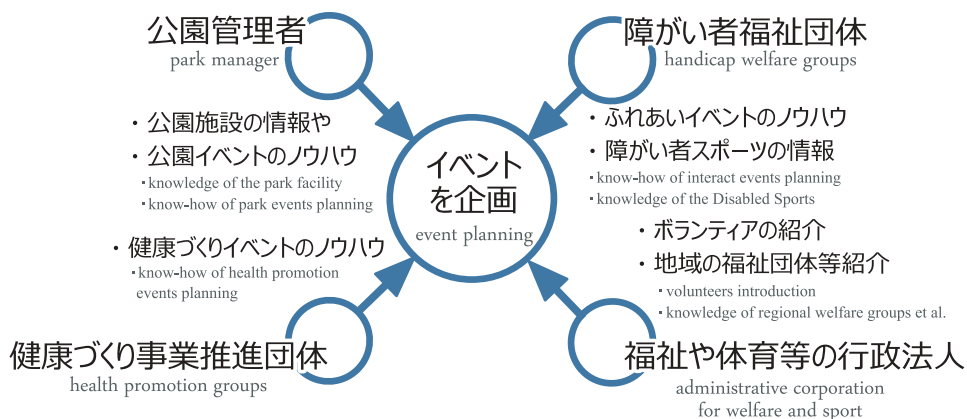 公園管理者
park manager
・公園施設の情報や
・公園イベントのノウハウ
・knowledge of the park facility
・know-how of park events planning
障がい者福祉団体
handicap welfare groups
・ふれあいイベントのノウハウ
・障がい者スポーツの情報
・know-how of interact events planning
・knowledge of the Disabled Sports
イベント
を企画
event planning
・健康づくりイベントのノウハウ
・know-how of health promotion
events planning
健康づくり事業推進団体
health promotion groups
・ボランティアの紹介
・地域の福祉団体等紹介
・volunteers introduction
・knowledge of regional welfare groups et al.
福祉や体育等の行政法人
administrative corporation
for welfare and sport